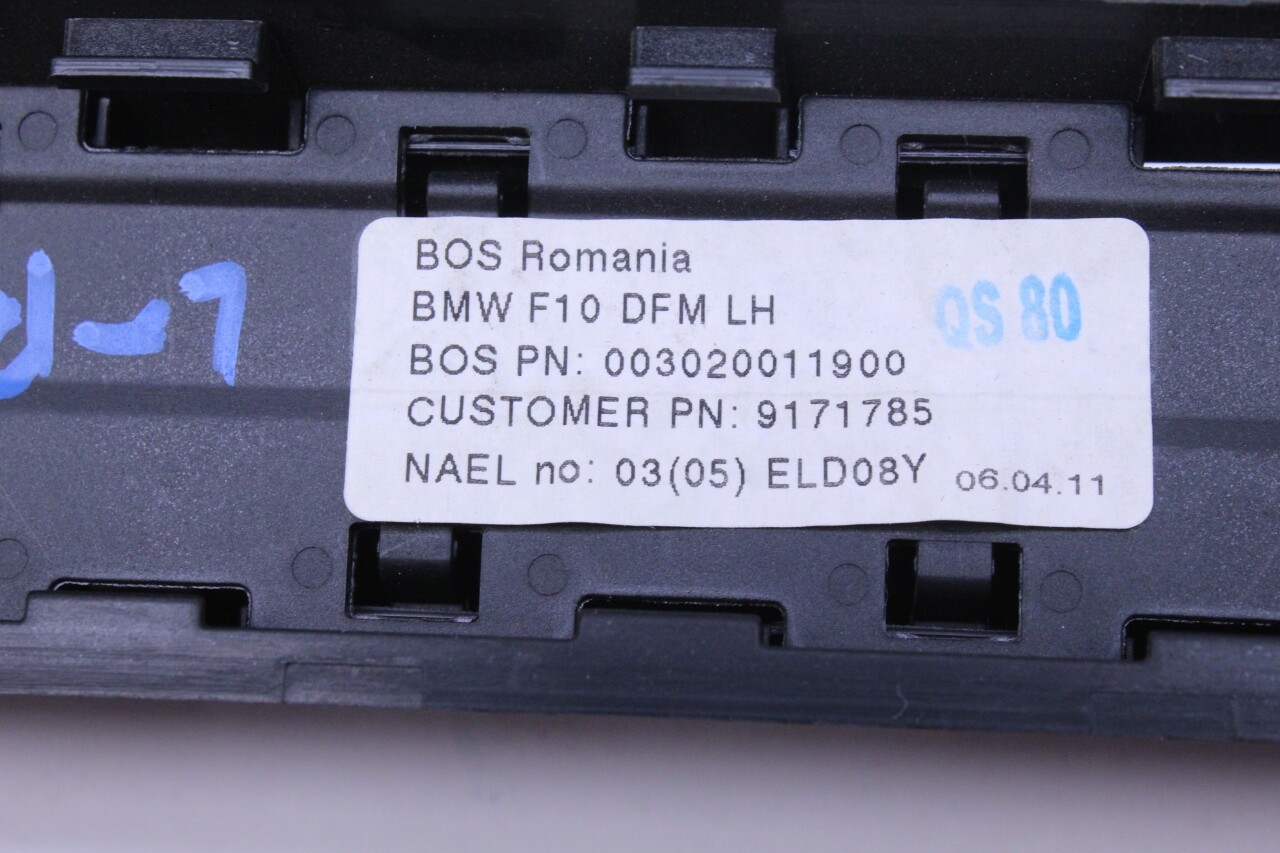 BOS Romania
BMW F10 DFM LH
QS 80
BOS PN: 003020011900
CUSTOMER PN: 9171785
NAEL no: 03(05) ELD08Y 06.04.11